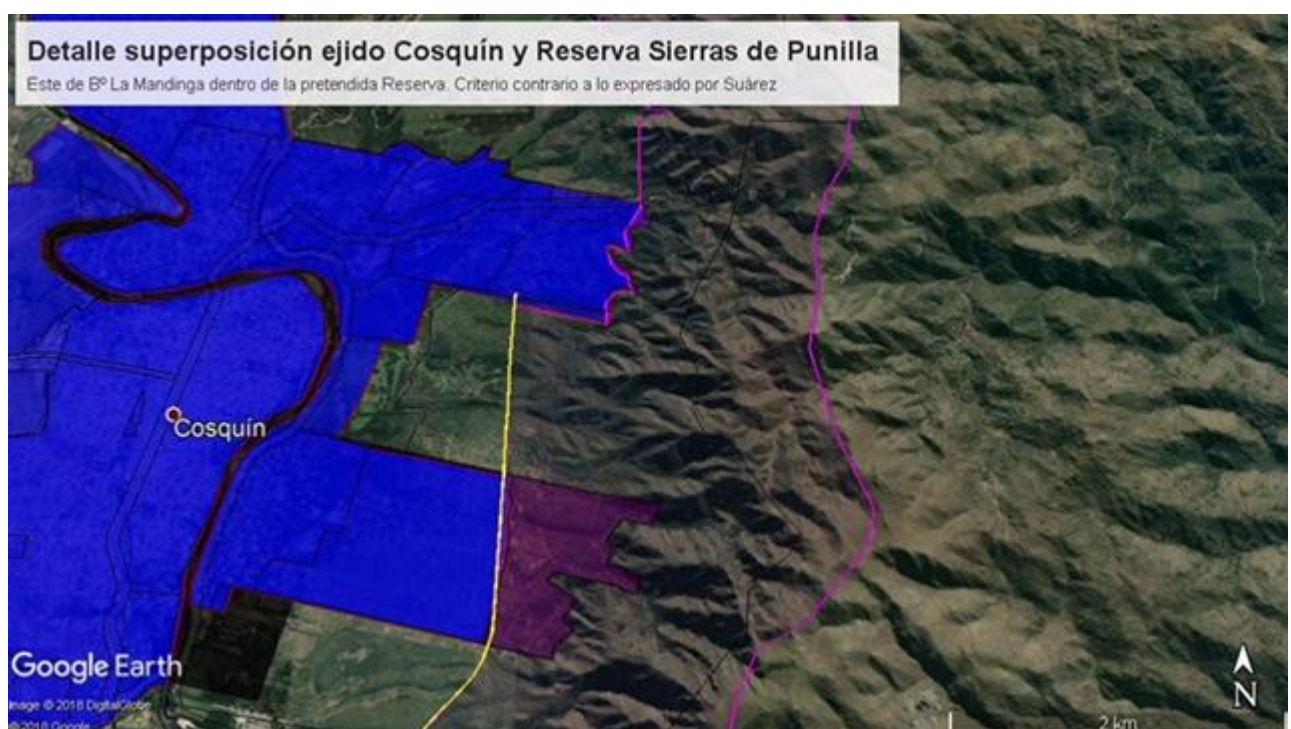 Detalle superposición ejido Cosquín y Reserva Sierras de Punilla
Este de Bº La Mandinga dentro de la pretendida Reserva. Criterio contrario a lo expresado por Suárez
Cosquín
Google Earth
Image © 2018 DigitalGlobe
© 2018 Google
N
2 km